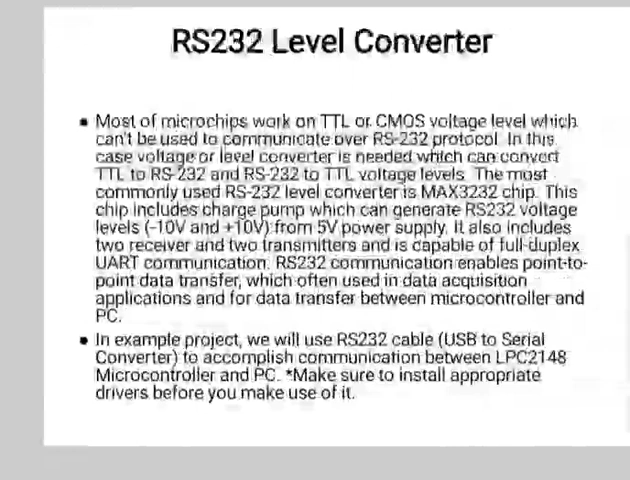 RS232 Level Converter
● Most of microchips work on TTL or CMOS voltage level which
can't be used to communicate over RS-232 protocol. In this
case voltage or level converter is needed which can convert
TTL to RS-232 and RS-232 to TTL voltage levels. The most
commonly used RS-232 level converter is MAX3232 chip. This
chip includes charge pump which can generate RS232 voltage
levels (-10V and +10V) from 5V power supply. It also includes
two receiver and two transmitters and is capable of full-duplex
UART communication. RS232 communication enables point-to-
point data transfer, which often used in data acquisition
applications and for data transfer between microcontroller and
PC.
● In example project, we will use RS232 cable (USB to Serial
Converter) to accomplish communication between LPC2148
Microcontroller and PC. *Make sure to install appropriate
drivers before you make use of it.